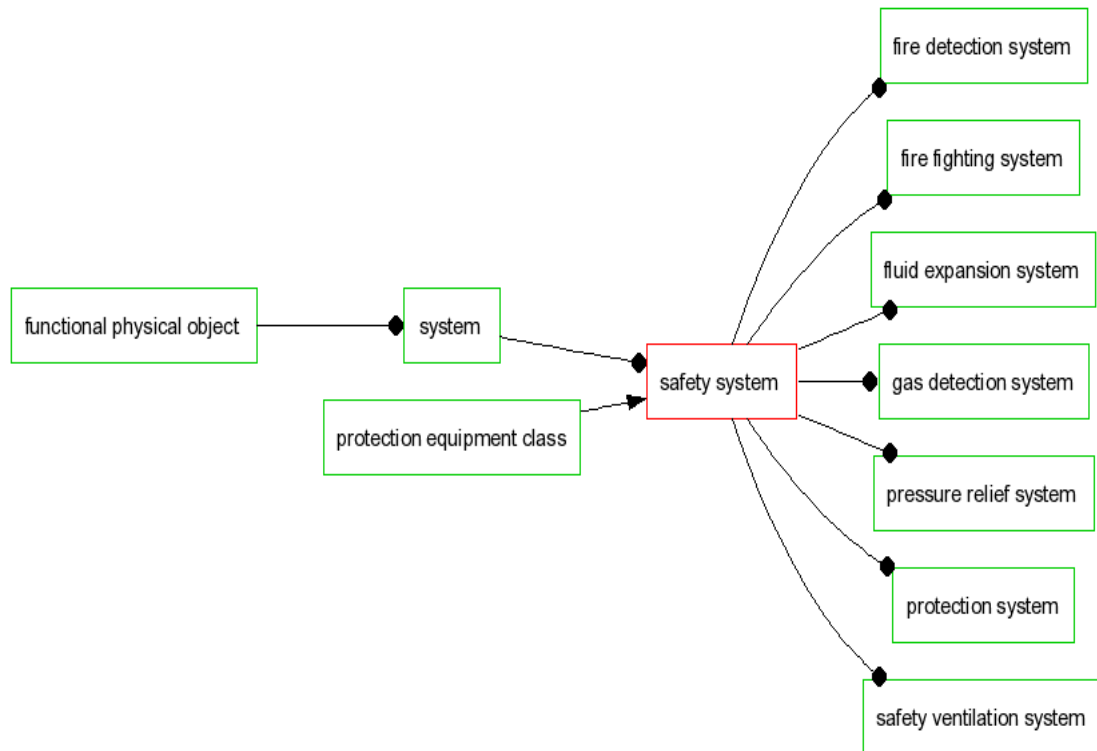 fire detection system
fire fighting system
fluid expansion system
functional physical object
system
safety system
gas detection system
protection equipment class
pressure relief system
protection system
safety ventilation system